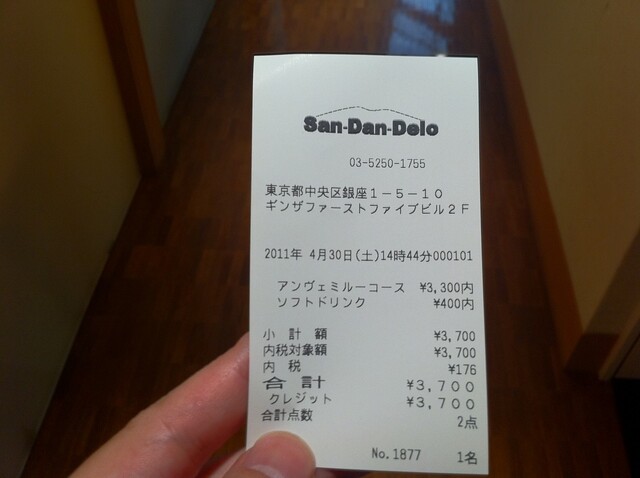 San-Dan-Delo
03-5250-1755
東京都中央区銀座１－５－１０
ギンザファーストファイブビル２Ｆ
2011年 4月30日(土)14時44分000101
アンヴェミルーコース ¥3,300内
ソフトドリンク ¥400内
小計額 ¥3,700
内税対象額 ¥3,700
内税 ¥176
合計 ¥３,７００
クレジット ¥３,７００
合計点数 2点
No.1877 1名